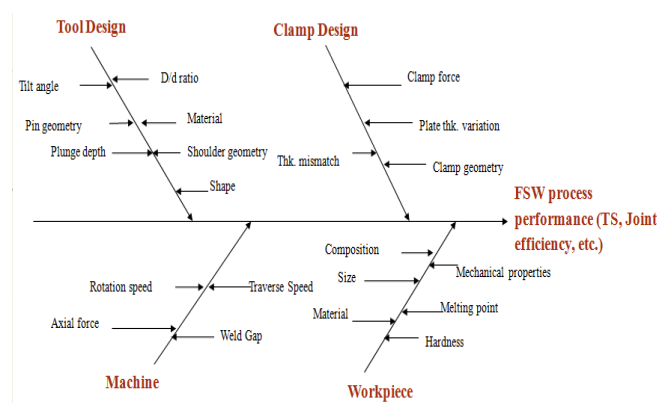 Tool Design
Clamp Design
D/d ratio
Tilt angle
Clamp force
Pin geometry
Material
Plate thk. variation
Plunge depth
Shoulder geometry
Thk. mismatch
Clamp geometry
Shape
FSW process
performance (TS, Joint
efficiency, etc.)
Composition
Mechanical properties
Size
Rotation speed
Traverse Speed
Melting point
Material
Axial force
Weld Gap
Hardness
Machine
Workpiece